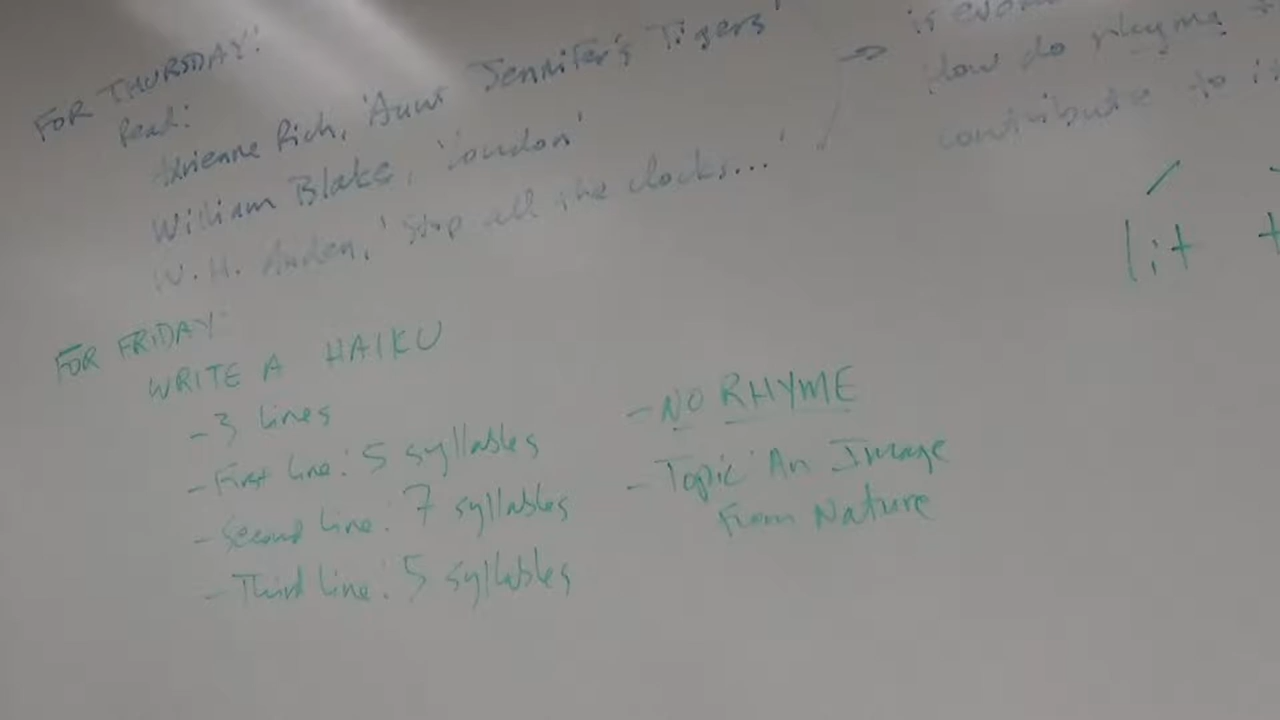 FOR THURSDAY:
Read:
Adrienne Rich, 'Aunt Jennifer's Tigers'
William Blake, 'London'
W.H. Auden, 'Stop all the clocks...'
How do rhyme
contribute to
lit
FOR FRIDAY:
WRITE A HAIKU
- 3 lines
- First line: 5 syllables
- Second line: 7 syllables
- Third line: 5 syllables
- NO RHYME
- Topic: An Image
From Nature